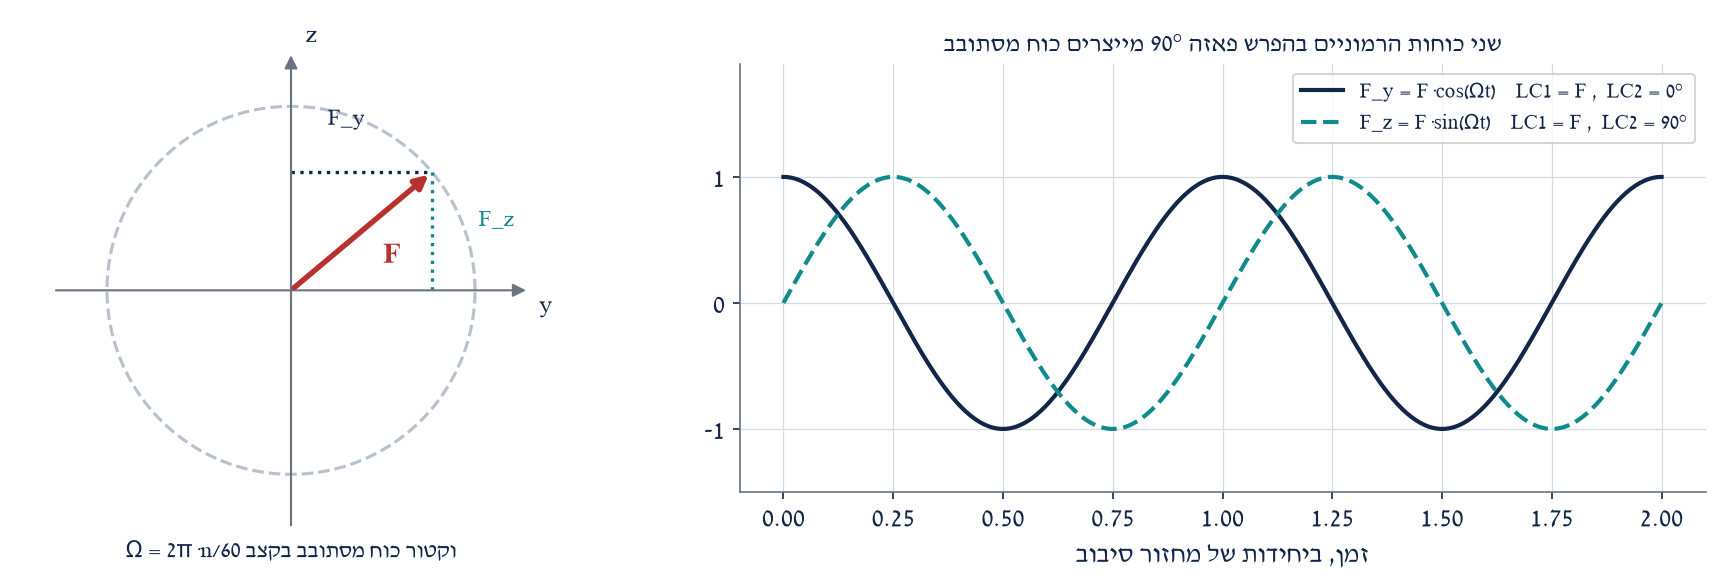 z
F_y
F_z
F
y
וקטור כוח מסתובב בקצב Ω = 2π·n/60
שני כוחות הרמוניים בהפרש פאזה 90° מייצרים כוח מסתובב
F_y = F·cos(Ωt) LC1 = F , LC2 = 0°
F_z = F·sin(Ωt) LC1 = F , LC2 = 90°
1
0
-1
0.00 0.25 0.50 0.75 1.00 1.25 1.50 1.75 2.00
זמן, ביחידות של מחזור סיבוב